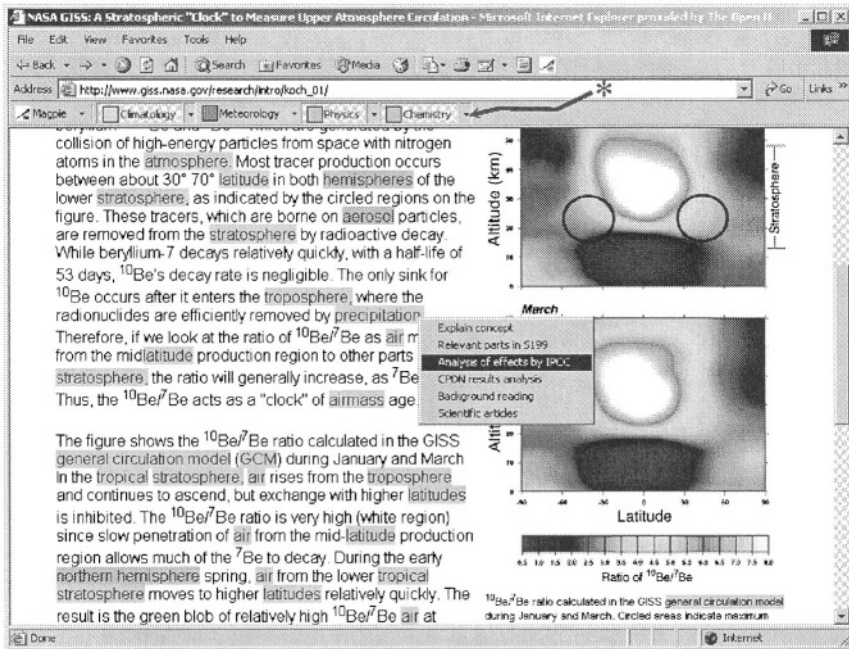 NASA GISS: A Stratospheric "Clock" to Measure Upper Atmosphere Circulation - Microsoft Internet Explorer provided by The Open U
File Edit View Favorites Tools Help
Back Search Favorites Media
Address http://www.giss.nasa.gov/research/intro/koch_01/ Go Links »
Magpie Climatology Meteorology Physics Chemistry
*
collision of high-energy particles from space with nitrogen
atoms in the atmosphere. Most tracer production occurs
between about 30° 70° latitude in both hemispheres of the
lower stratosphere, as indicated by the circled regions on the
figure. These tracers, which are borne on aerosol particles,
are removed from the stratosphere by radioactive decay.
While beryllium-7 decays relatively quickly, with a half-life of
53 days, ¹⁰Be's decay rate is negligible. The only sink for
¹⁰Be occurs after it enters the troposphere, where the
radionuclides are efficiently removed by precipitation
Therefore, if we look at the ratio of ¹⁰Be/⁷Be as air m
from the midlatitude production region to other parts
stratosphere, the ratio will generally increase, as ⁷Be
Thus, the ¹⁰Be/⁷Be acts as a "clock" of airmass age
The figure shows the ¹⁰Be/⁷Be ratio calculated in the GISS
general circulation model (GCM) during January and March
In the tropical stratosphere, air rises from the troposphere
and continues to ascend, but exchange with higher latitudes
is inhibited. The ¹⁰Be/⁷Be ratio is very high (white region)
since slow penetration of air from the mid-latitude production
region allows much of the ⁷Be to decay. During the early
northern hemisphere spring, air from the lower tropical
stratosphere moves to higher latitudes relatively quickly. The
result is the green blob of relatively high ¹⁰Be/⁷Be air at
Altitude (km)
Stratosphere
March
Explain concept
Relevant parts in S199
Analysis of effects by IPCC
CPDN results analysis
Background reading
Scientific articles
Latitude
Ratio of ¹⁰Be/⁷Be
¹⁰Be/⁷Be ratio calculated in the GISS general circulation model
during January and March. Circled areas indicate maximum
Done Internet